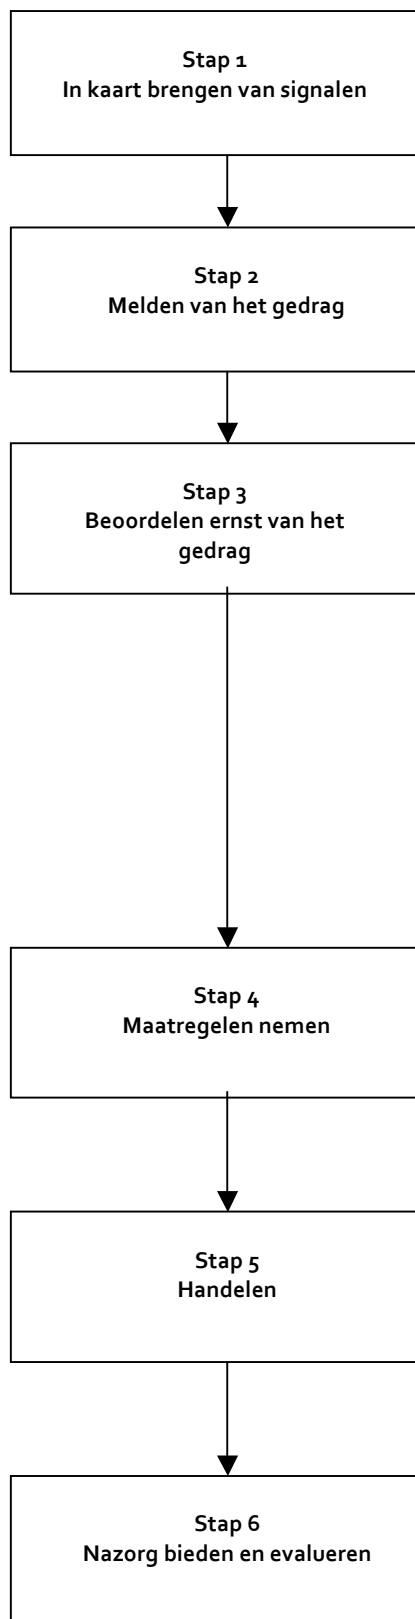 Stap 1
In kaart brengen van signalen
Stap 2
Melden van het gedrag
Stap 3
Beoordelen ernst van het
gedrag
Stap 4
Maatregelen nemen
Stap 5
Handelen
Stap 6
Nazorg bieden en evalueren